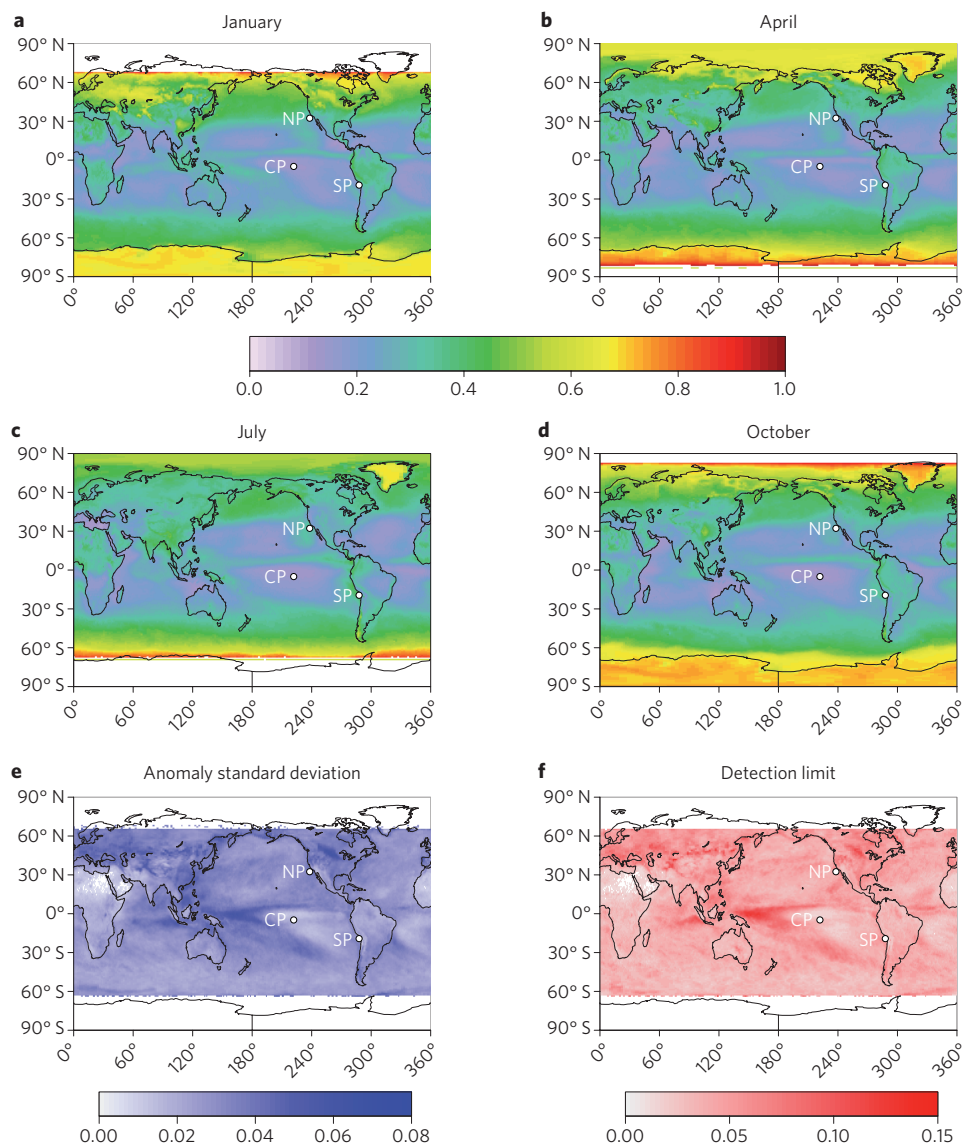 a January
90° N
60° N
30° N
0°
30° S
60° S
90° S
NP
CP
SP
0° 60° 120° 180° 240° 300° 360°
b April
90° N
60° N
30° N
0°
30° S
60° S
90° S
NP
CP
SP
0° 60° 120° 180° 240° 300° 360°
0.0 0.2 0.4 0.6 0.8 1.0
c July
90° N
60° N
30° N
0°
30° S
60° S
90° S
NP
CP
SP
0° 60° 120° 180° 240° 300° 360°
d October
90° N
60° N
30° N
0°
30° S
60° S
90° S
NP
CP
SP
0° 60° 120° 180° 240° 300° 360°
e Anomaly standard deviation
90° N
60° N
30° N
0°
30° S
60° S
90° S
NP
CP
SP
0° 60° 120° 180° 240° 300° 360°
0.00 0.02 0.04 0.06 0.08
f Detection limit
90° N
60° N
30° N
0°
30° S
60° S
90° S
NP
CP
SP
0° 60° 120° 180° 240° 300° 360°
0.00 0.05 0.10 0.15